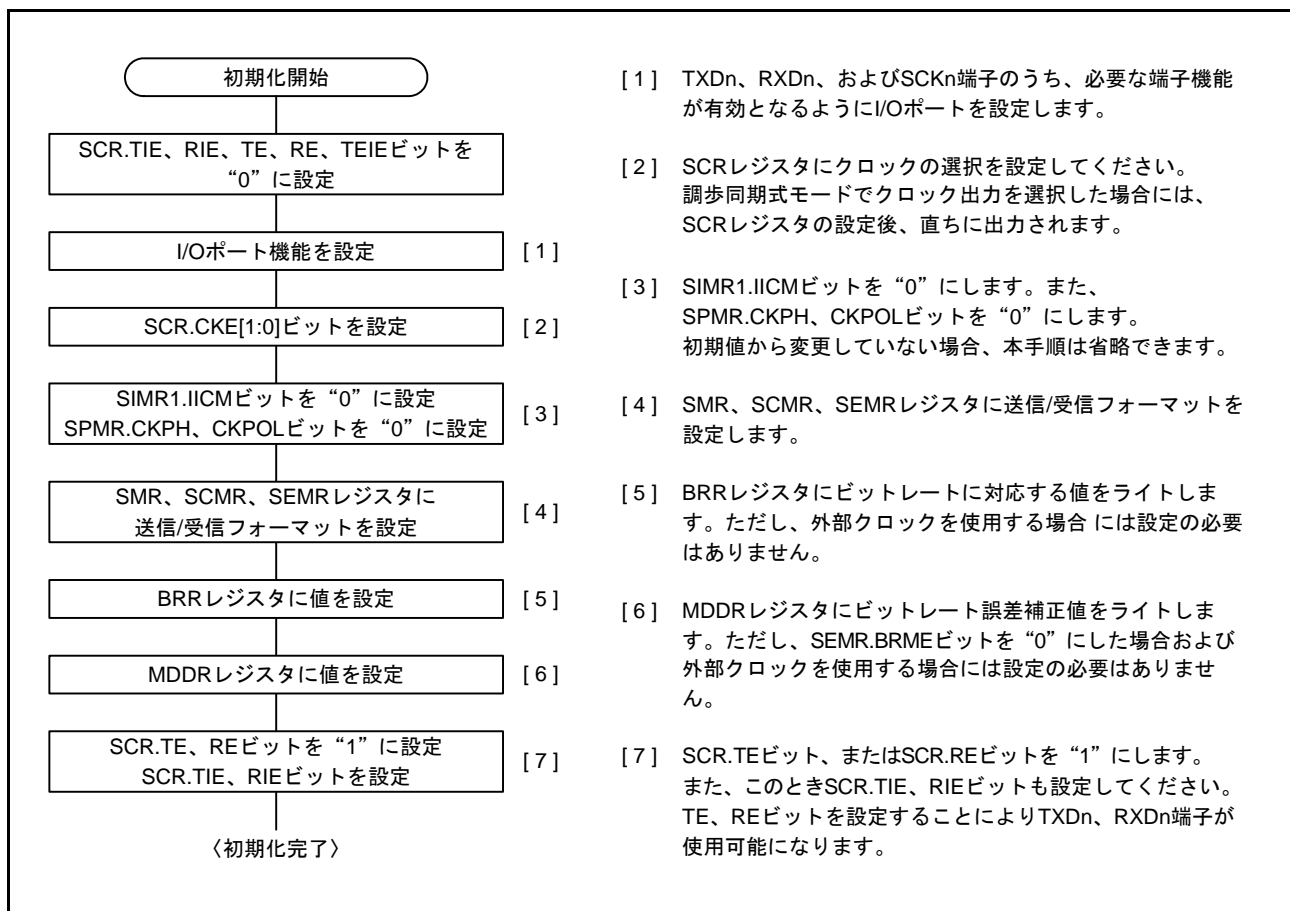 初期化開始
SCR.TIE、RIE、TE、RE、TEIEビットを
“0”に設定
I/Oポート機能を設定
[1]
SCR.CKE[1:0]ビットを設定
[2]
SIMR1.IICMビットを“0”に設定
SPMR.CKPH、CKPOLビットを“0”に設定
[3]
SMR、SCMR、SEMRレジスタに
送信/受信フォーマットを設定
[4]
BRRレジスタに値を設定
[5]
MDDRレジスタに値を設定
[6]
SCR.TE、REビットを“1”に設定
SCR.TIE、RIEビットを設定
[7]
〈初期化完了〉
[1] TXDn、RXDn、およびSCKn端子のうち、必要な端子機能
が有効となるようにI/Oポートを設定します。
[2] SCRレジスタにクロックの選択を設定してください。
調歩同期式モードでクロック出力を選択した場合には、
SCRレジスタの設定後、直ちに出力されます。
[3] SIMR1.IICMビットを“0”にします。また、
SPMR.CKPH、CKPOLビットを“0”にします。
初期値から変更していない場合、本手順は省略できます。
[4] SMR、SCMR、SEMRレジスタに送信/受信フォーマットを
設定します。
[5] BRRレジスタにビットレートに対応する値をライトしま
す。ただし、外部クロックを使用する場合 には設定の必要
はありません。
[6] MDDRレジスタにビットレート誤差補正値をライトしま
す。ただし、SEMR.BRMEビットを“0”にした場合および
外部クロックを使用する場合には設定の必要はありませ
ん。
[7] SCR.TEビット、またはSCR.REビットを“1”にします。
また、このときSCR.TIE、RIEビットも設定してください。
TE、REビットを設定することによりTXDn、RXDn端子が
使用可能になります。